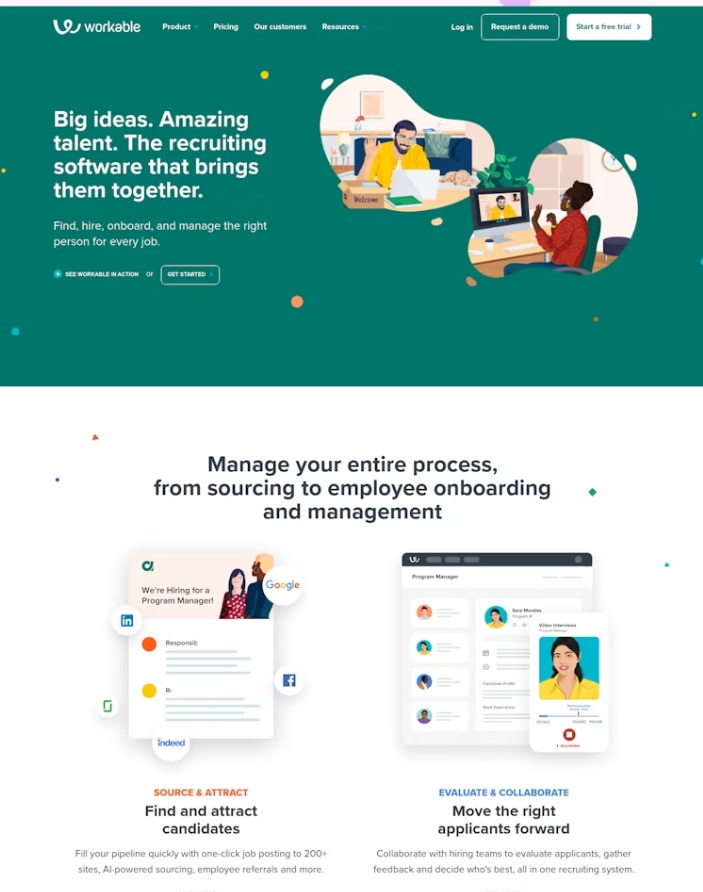 workable
Product
Pricing
Our customers
Resources
Log in
Request a demo
Start a free trial
Big ideas. Amazing
talent. The recruiting
software that brings
them together.
Welcome
Find, hire, onboard, and manage the right
person for every job.
SEE WORKABLE IN ACTION or GET STARTED
Manage your entire process,
from sourcing to employee onboarding
and management
We're Hiring for a
Program Manager!
Google
Responsib
R
indeed
Program Manager
Sara Morales
Video Interviews
Program Manager
Candidate Profile
Work Experience
SOURCE & ATTRACT
Find and attract
candidates
Fill your pipeline quickly with one-click job posting to 200+
sites, AI-powered sourcing, employee referrals and more.
EVALUATE & COLLABORATE
Move the right
applicants forward
Collaborate with hiring teams to evaluate applicants, gather
feedback and decide who's best, all in one recruiting system.